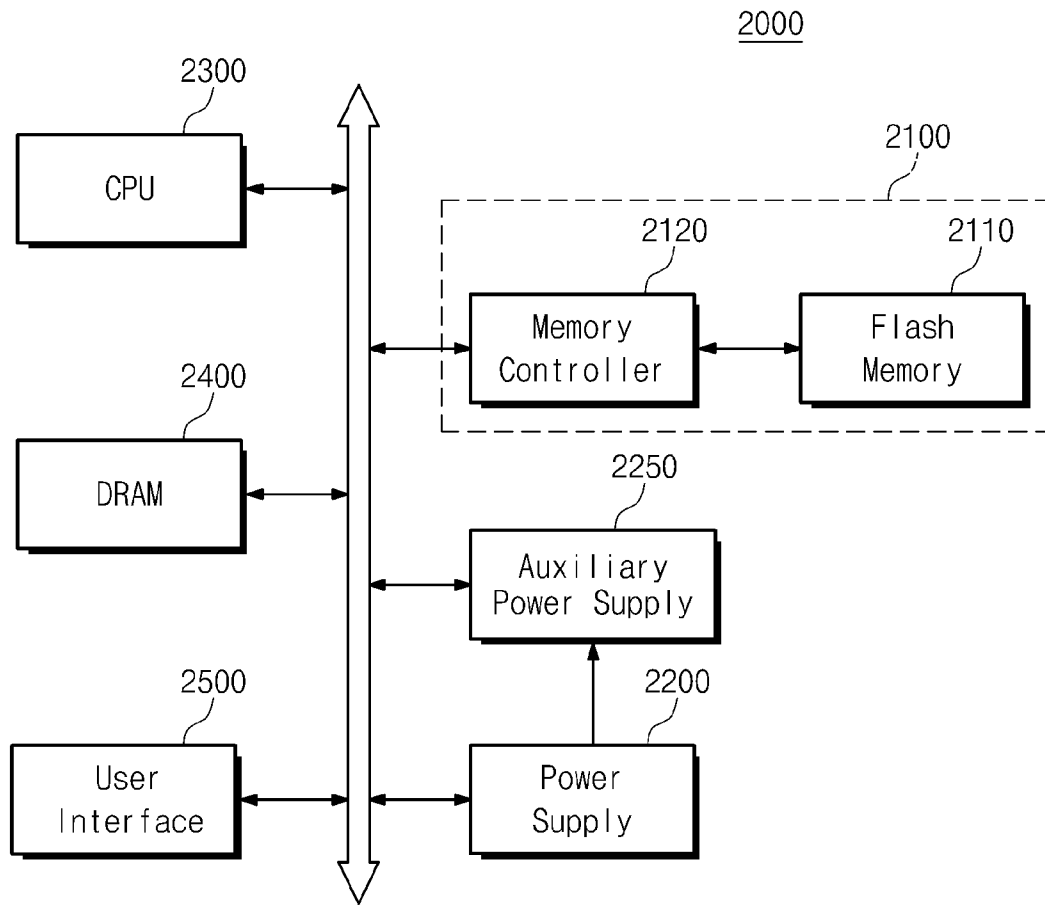 2000
2300
CPU
2100
2120
2110
Memory
Controller
Flash
Memory
2400
DRAM
2250
Auxiliary
Power Supply
2500
User
Interface
2200
Power
Supply